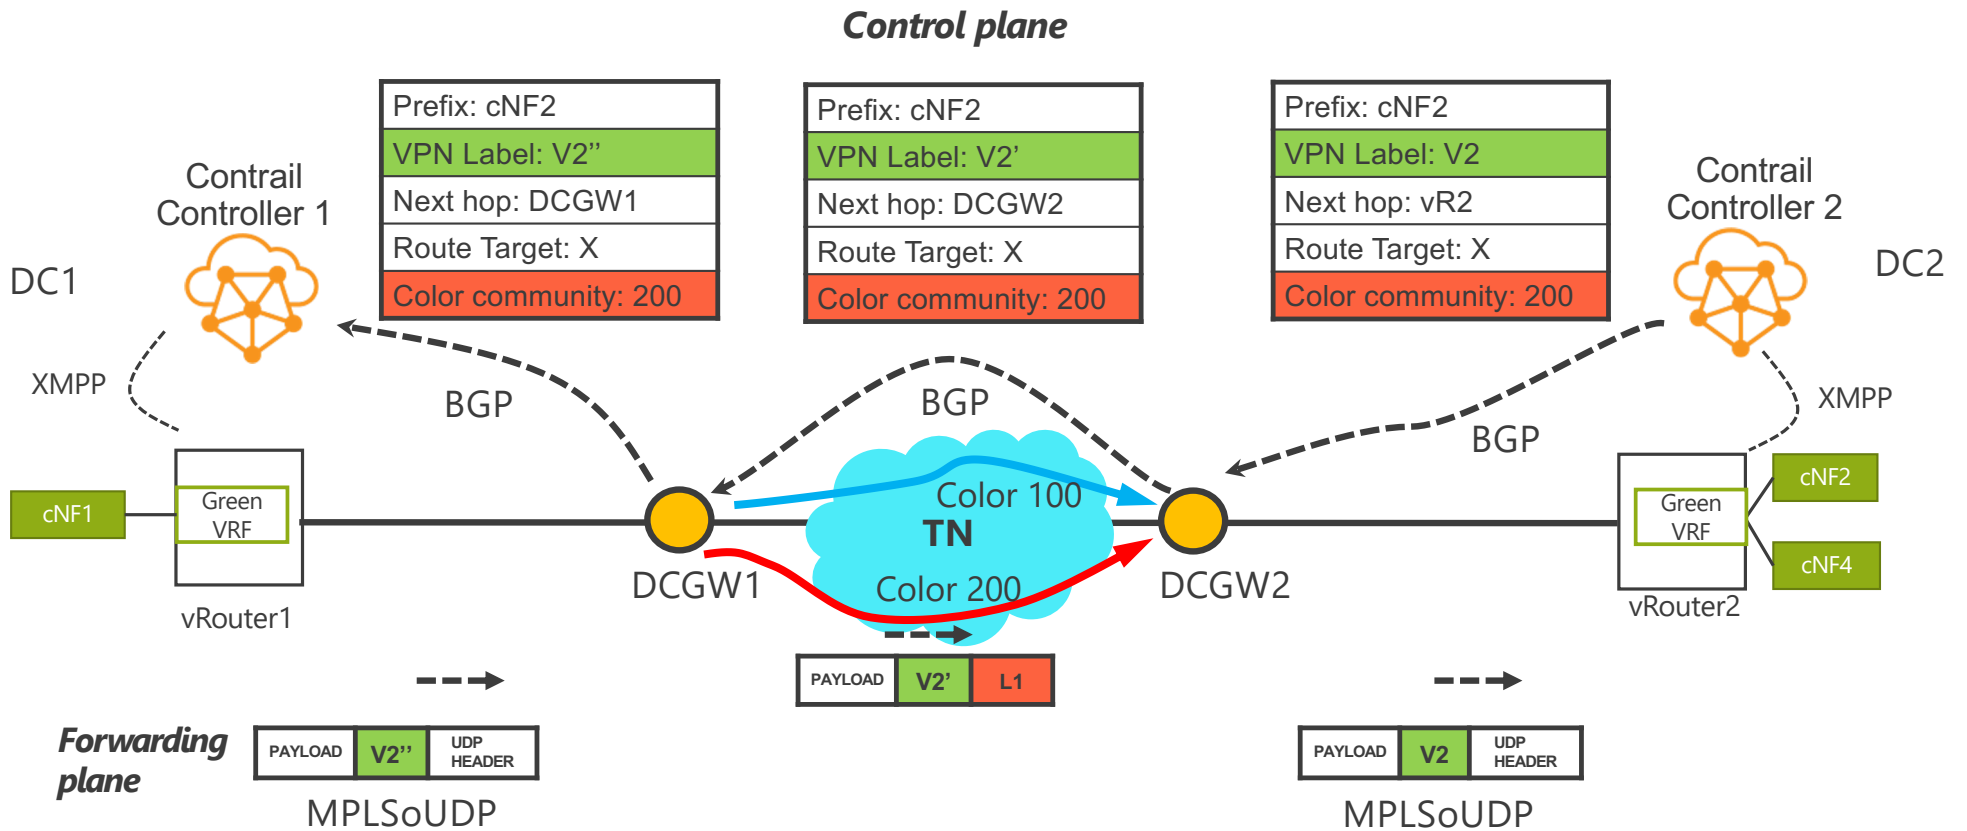 Control plane
Prefix: cNF2
VPN Label: V2’’
Next hop: DCGW1
Route Target: X
Color community: 200
Prefix: cNF2
VPN Label: V2’
Next hop: DCGW2
Route Target: X
Color community: 200
Prefix: cNF2
VPN Label: V2
Next hop: vR2
Route Target: X
Color community: 200
Contrail
Controller 1
Contrail
Controller 2
DC1
DC2
XMPP
BGP
BGP
BGP
XMPP
cNF1
Green
VRF
vRouter1
DCGW1
Color 100
TN
Color 200
DCGW2
Green
VRF
vRouter2
cNF2
cNF4
PAYLOAD
V2’
L1
Forwarding
plane
PAYLOAD
V2’’
UDP
HEADER
MPLSoUDP
PAYLOAD
V2
UDP
HEADER
MPLSoUDP